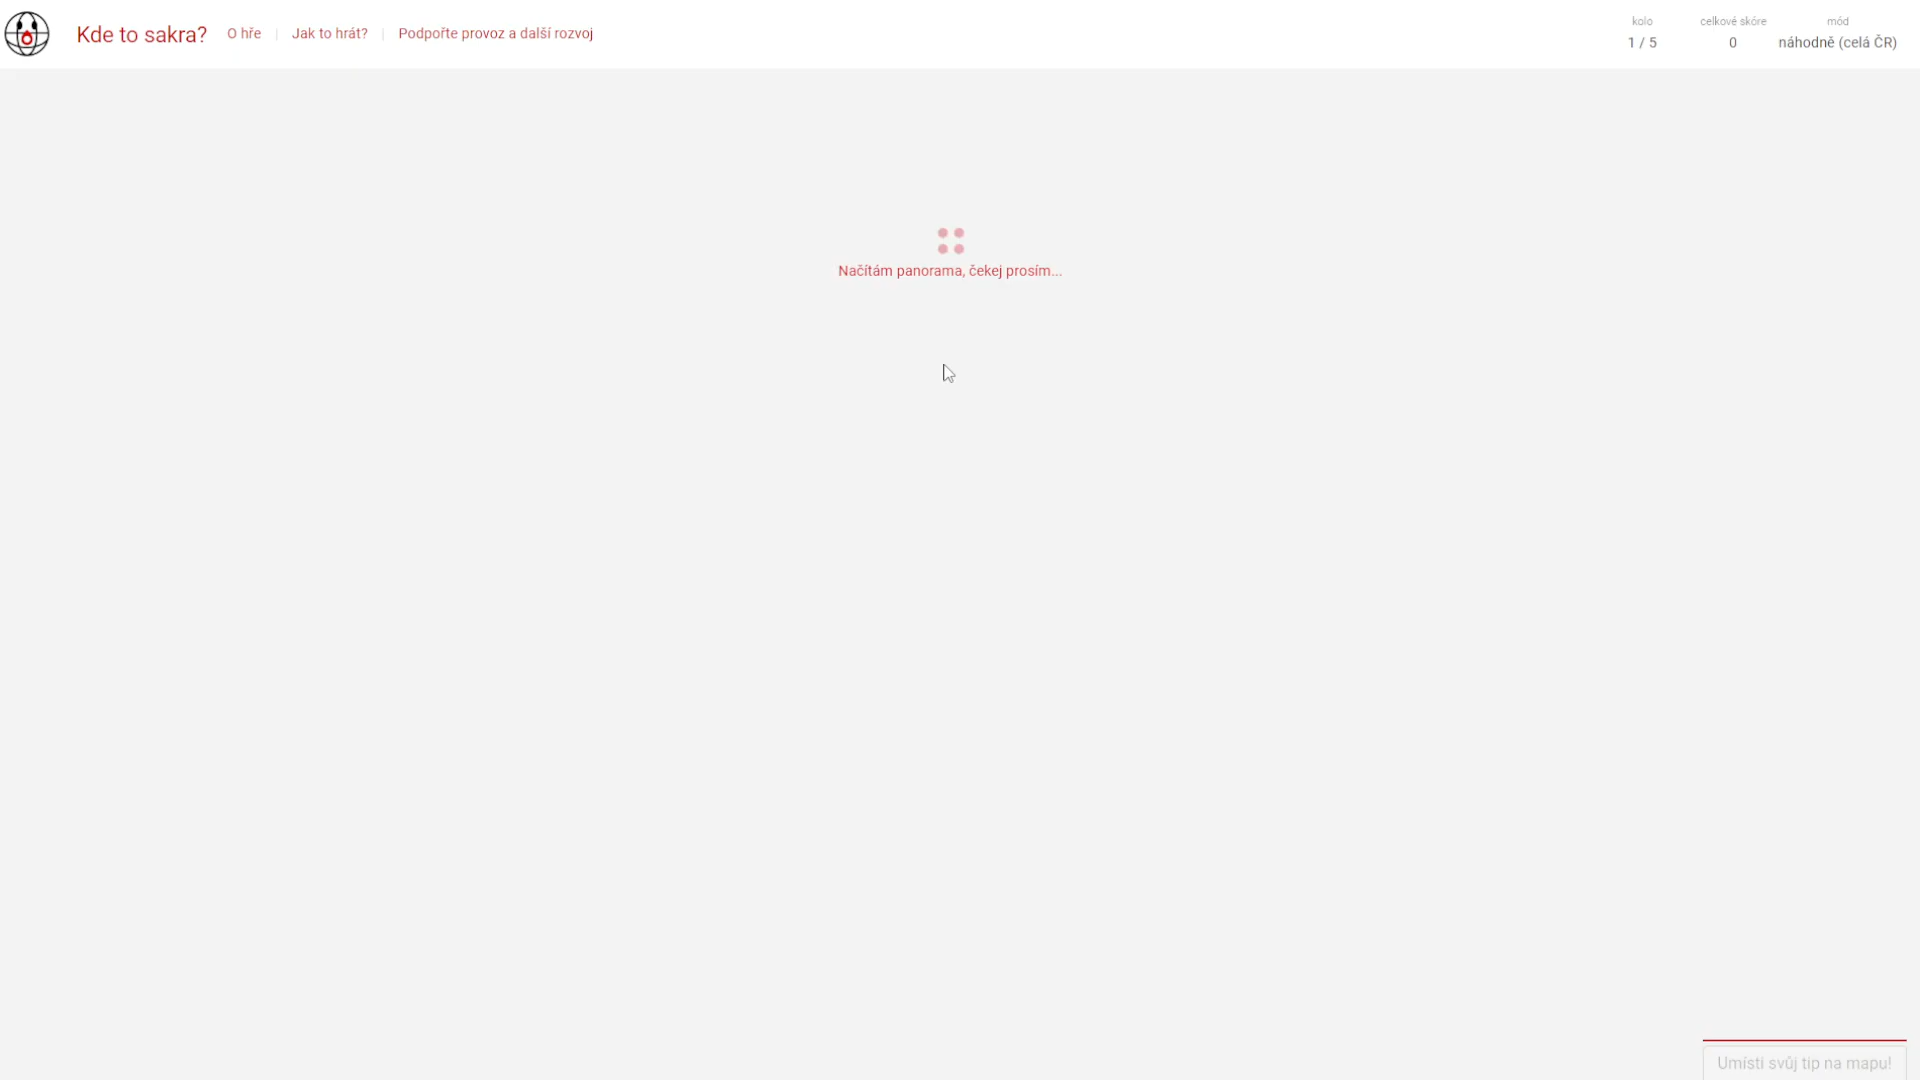 Kde to sakra?
O hře
Jak to hrát?
Podpořte provoz a další rozvoj
kolo
1 / 5
celkové skóre
0
mód
náhodně (celá ČR)
Načítám panorama, čekej prosím...
Umísti svůj tip na mapu!